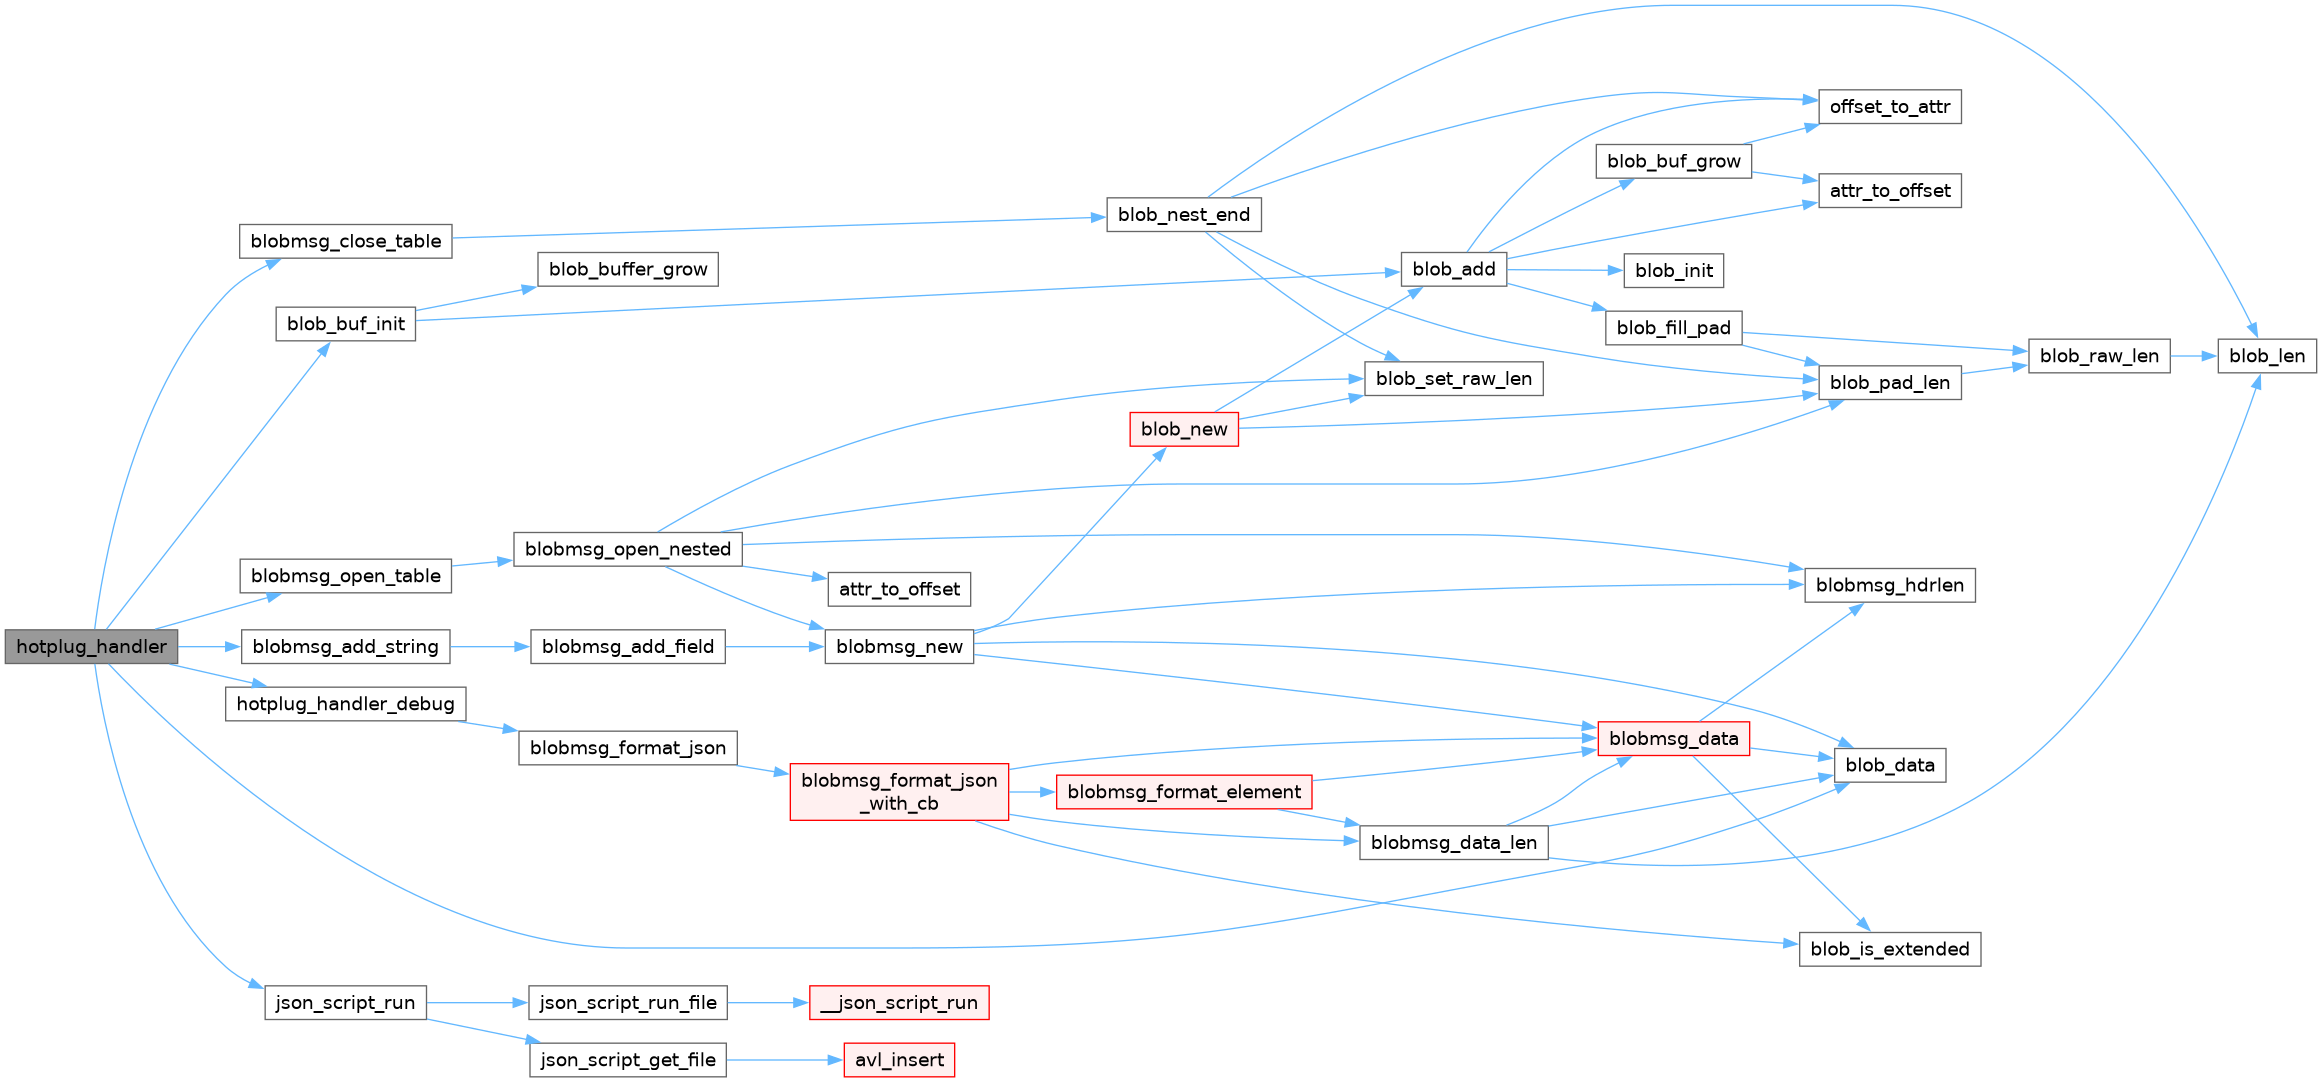 hotplug_handler
blobmsg_close_table
blob_buf_init
blobmsg_open_table
blobmsg_add_string
hotplug_handler_debug
json_script_run
blob_buffer_grow
blobmsg_open_nested
blobmsg_add_field
blobmsg_format_json
json_script_run_file
json_script_get_file
attr_to_offset
blobmsg_new
blobmsg_format_json
_with_cb
__json_script_run
avl_insert
blob_nest_end
blob_new
blobmsg_format_element
blob_add
blob_set_raw_len
blobmsg_data_len
blob_buf_grow
blob_init
blob_fill_pad
blobmsg_data
offset_to_attr
attr_to_offset
blob_pad_len
blobmsg_hdrlen
blob_data
blob_is_extended
blob_raw_len
blob_len